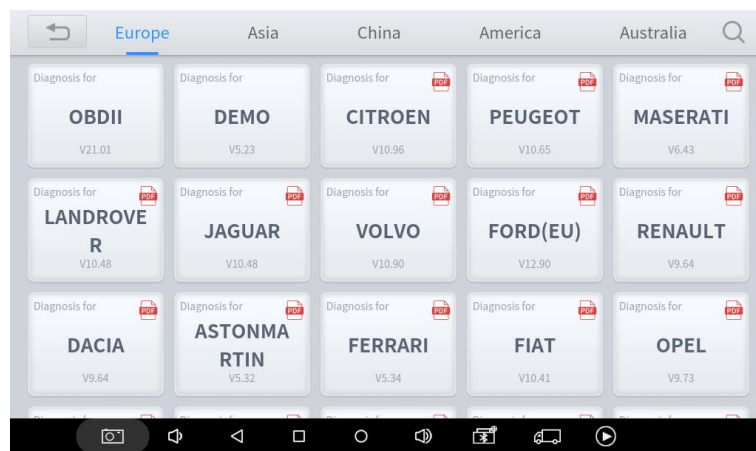 Europe Asia China America Australia
Diagnosis for Diagnosis for Diagnosis for PDF Diagnosis for PDF Diagnosis for PDF
OBDII DEMO CITROEN PEUGEOT MASERATI
V21.01 V5.23 V10.96 V10.65 V6.43
Diagnosis for PDF Diagnosis for PDF Diagnosis for PDF Diagnosis for PDF Diagnosis for PDF
LANDROVE
R JAGUAR VOLVO FORD(EU) RENAULT
V10.48 V10.48 V10.90 V12.90 V9.64
Diagnosis for PDF Diagnosis for PDF Diagnosis for PDF Diagnosis for PDF Diagnosis for PDF
ASTONMA
DACIA RTIN FERRARI FIAT OPEL
V9.64 V5.32 V5.34 V10.41 V9.73